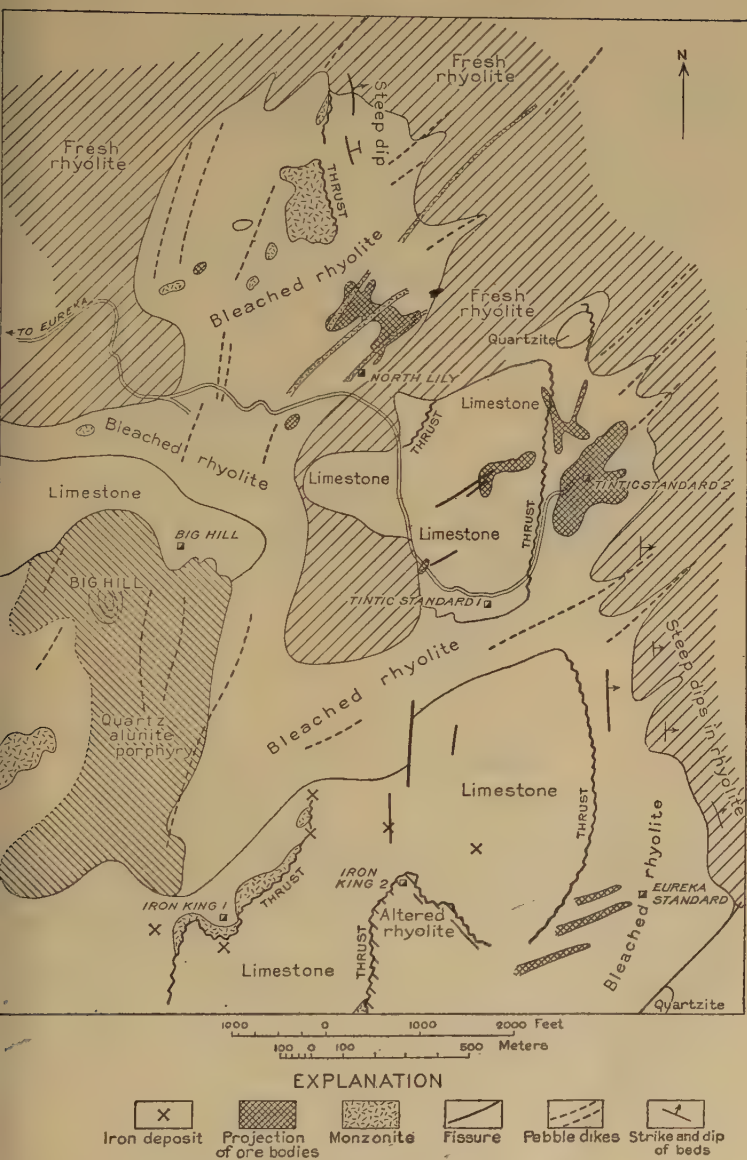 N
Fresh
rhyolite
Fresh
rhyolite
Steep dip
THRUST
Bleached rhyolite
TO EUREKA
Fresh
rhyolite
Quartzite
NORTH LILY
Limestone
THRUST
Bleached rhyolite
Limestone
Limestone
TINTIC STANDARD 2
Limestone
THRUST
BIG HILL
BIG HILL
TINTIC STANDARD 1
Bleached rhyolite
Steep dips in rhyolite
Quartz
alunite
porphyry
Limestone
THRUST
THRUST
IRON KING 1
IRON
KING 2
Altered
rhyolite
Bleached rhyolite
EUREKA
STANDARD
Limestone
THRUST
Quartzite
1000 0 1000 2000 Feet
100 0 100 500 Meters
EXPLANATION
Iron deposit
Projection
of ore bodies
Monzonite
Fissure
Pebble dikes
Strike and dip
of beds